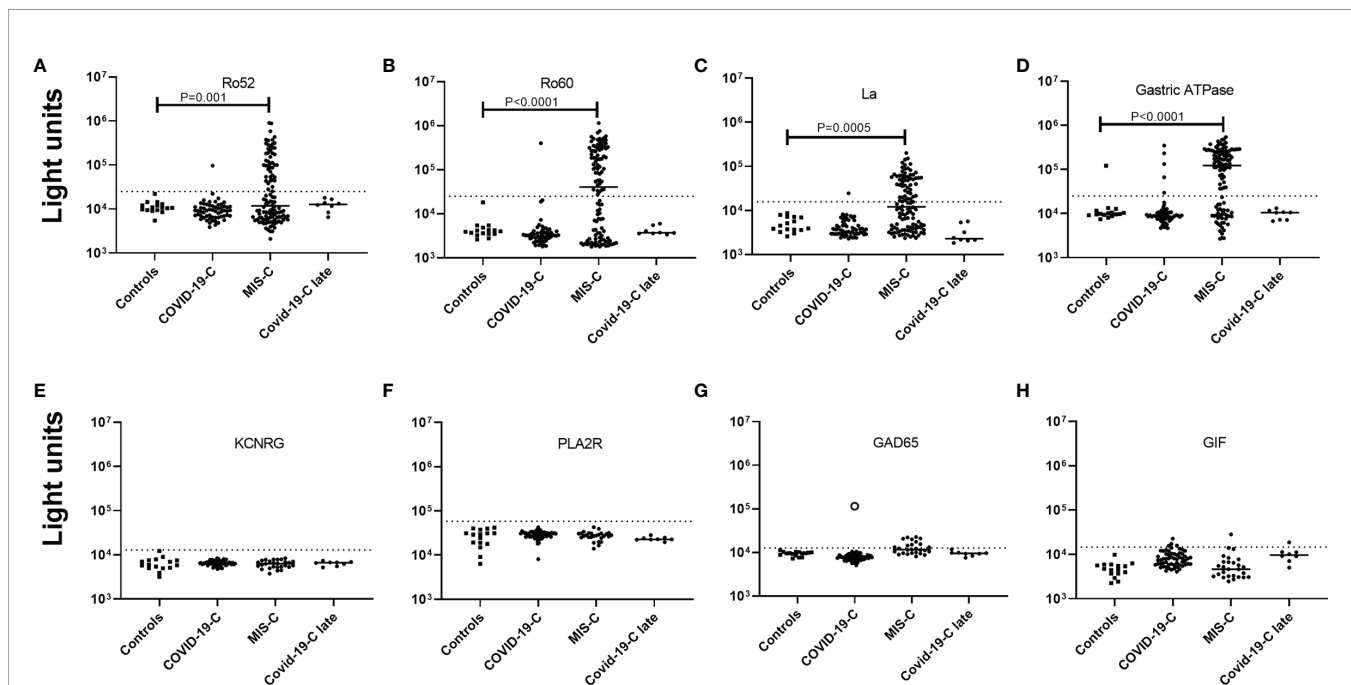 A
Ro52
P=0.001
Light units
10⁷
10⁶
10⁵
10⁴
10³
Controls
COVID-19-C
MIS-C
Covid-19-C late
B
Ro60
P<0.0001
10⁷
10⁶
10⁵
10⁴
10³
Controls
COVID-19-C
MIS-C
Covid-19-C late
C
La
P=0.0005
10⁷
10⁶
10⁵
10⁴
10³
Controls
COVID-19-C
MIS-C
Covid-19-C late
D
Gastric ATPase
P<0.0001
10⁷
10⁶
10⁵
10⁴
10³
Controls
COVID-19-C
MIS-C
Covid-19-C late
E
KCNRG
Light units
10⁷
10⁶
10⁵
10⁴
10³
Controls
COVID-19-C
MIS-C
Covid-19-C late
F
PLA2R
10⁷
10⁶
10⁵
10⁴
10³
Controls
COVID-19-C
MIS-C
Covid-19-C late
G
GAD65
10⁷
10⁶
10⁵
10⁴
10³
Controls
COVID-19-C
MIS-C
Covid-19-C late
H
GIF
10⁷
10⁶
10⁵
10⁴
10³
Controls
COVID-19-C
MIS-C
Covid-19-C late